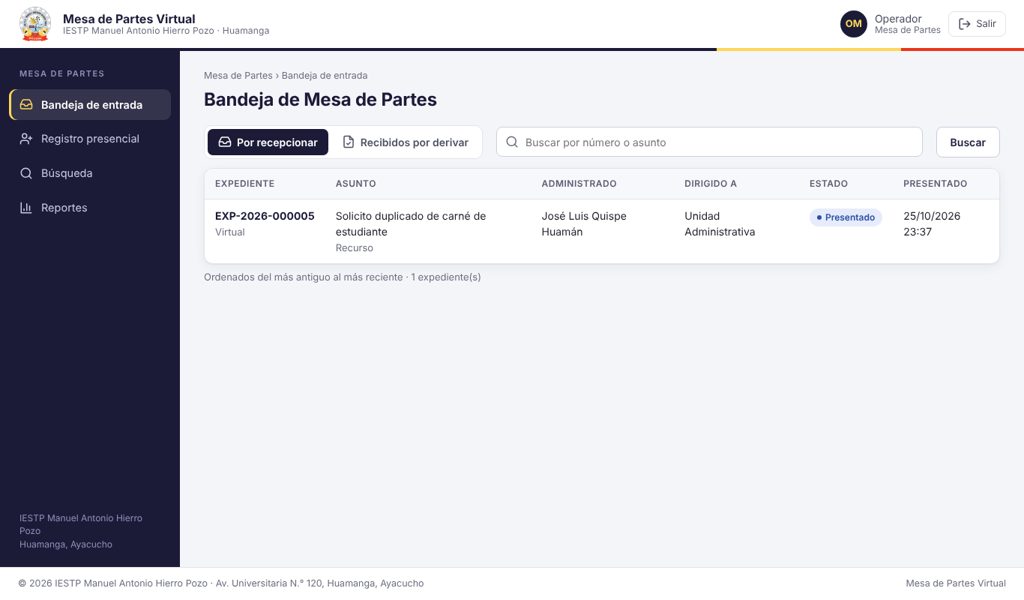 Mesa de Partes Virtual
IESTP Manuel Antonio Hierro Pozo · Huamanga
OM
Operador
Mesa de Partes
Salir
MESA DE PARTES
Bandeja de entrada
Registro presencial
Búsqueda
Reportes
IESTP Manuel Antonio Hierro
Pozo
Huamanga, Ayacucho
Mesa de Partes › Bandeja de entrada
Bandeja de Mesa de Partes
Por recepcionar
Recibidos por derivar
Buscar por número o asunto
Buscar
EXPEDIENTE ASUNTO ADMINISTRADO DIRIGIDO A ESTADO PRESENTADO
EXP-2026-000005 Solicito duplicado de carné de José Luis Quispe Unidad Presentado 25/10/2026
Virtual estudiante Huamán Administrativa 23:37
Recurso
Ordenados del más antiguo al más reciente · 1 expediente(s)
© 2026 IESTP Manuel Antonio Hierro Pozo · Av. Universitaria N.° 120, Huamanga, Ayacucho
Mesa de Partes Virtual